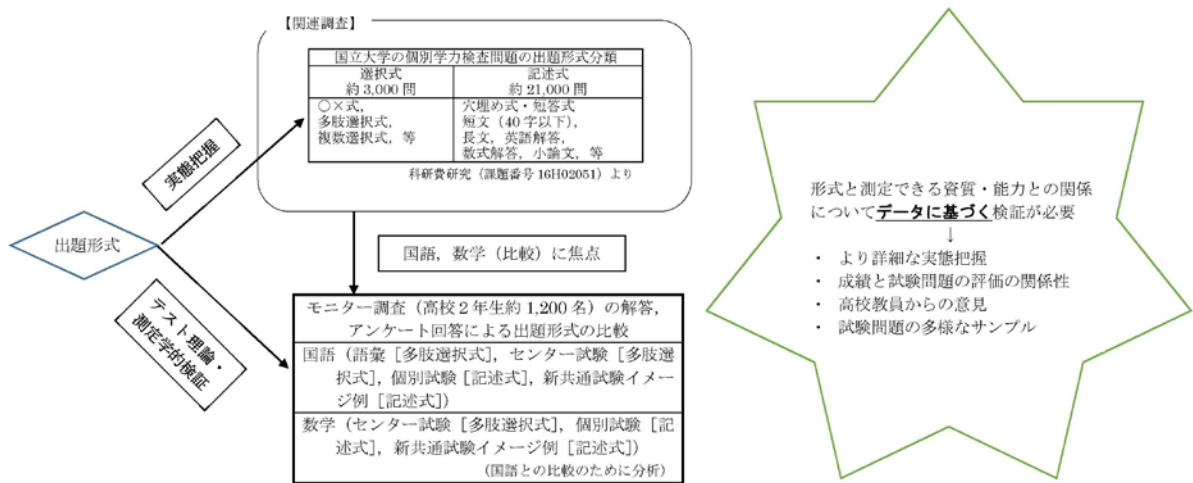 【関連調査】
国立大学の個別学力検査問題の出題形式分類
選択式
約3,000 問
記述式
約21,000 問
○×式，
多肢選択式，
複数選択式，等
穴埋め式・短答式
短文（40 字以下），
長文，英語解答，
数式解答，小論文，等
科研費研究（課題番号 16H02051）より
実態把握
出題形式
テスト理論・
測定学的検証
国語，数学（比較）に焦点
モニター調査（高校２年生約 1,200 名）の解答，
アンケート回答による出題形式の比較
国語（語彙［多肢選択式］，センター試験［多肢選
択式］，個別試験［記述式］，新共通試験イメー
ジ例［記述式］）
数学（センター試験［多肢選択式］，個別試験［記
述式］，新共通試験イメージ例［記述式］）
（国語との比較のために分析）
形式と測定できる資質・能力との関係
についてデータに基づく検証が必要
↓
・ より詳細な実態把握
・ 成績と試験問題の評価の関係性
・ 高校教員からの意見
・ 試験問題の多様なサンプル